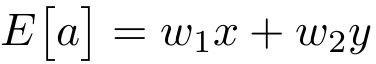 E[a] = w₁x + w₂y